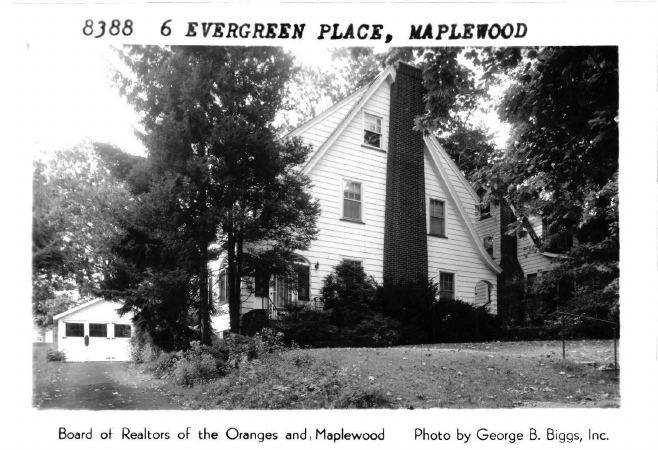 8388 6 EVERGREEN PLACE, MAPLEWOOD
Board of Realtors of the Oranges and, Maplewood Photo by George B. Biggs, Inc.